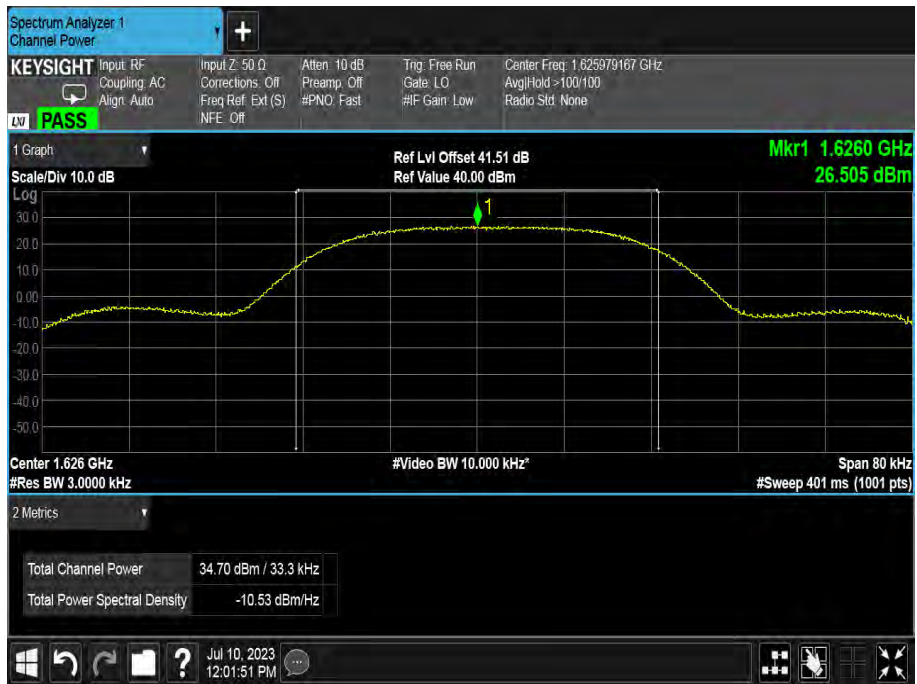 Spectrum Analyzer 1
Channel Power
+
KEYSIGHT Input: RF
Coupling: AC
Align: Auto
Input Z: 50 Ω
Corrections: Off
Freq Ref: Ext (S)
NFE: Off
Atten: 10 dB
Preamp: Off
#PNO: Fast
Trig: Free Run
Gate: LO
#IF Gain: Low
Center Freq: 1.625979167 GHz
Avg|Hold >100/100
Radio Std: None
LXI PASS
1 Graph
Scale/Div 10.0 dB
Ref Lvl Offset 41.51 dB
Ref Value 40.00 dBm
Mkr1 1.6260 GHz
26.505 dBm
Log
30.0
20.0
10.0
0.00
-10.0
-20.0
-30.0
-40.0
-50.0
1
Center 1.626 GHz
#Res BW 3.0000 kHz
#Video BW 10.000 kHz*
Span 80 kHz
#Sweep 401 ms (1001 pts)
2 Metrics
Total Channel Power 34.70 dBm / 33.3 kHz
Total Power Spectral Density -10.53 dBm/Hz
?
Jul 10, 2023
12:01:51 PM